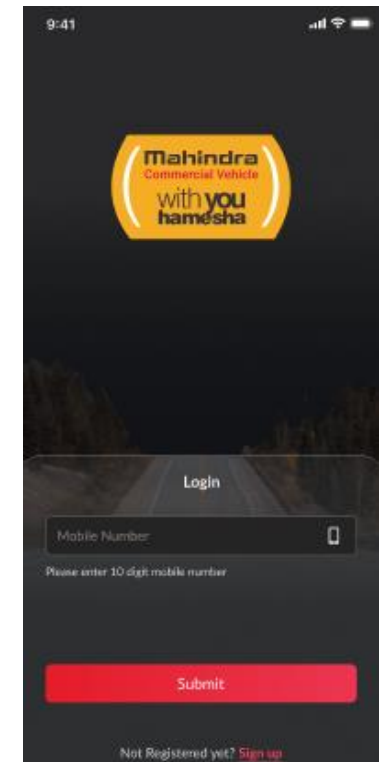 9:41
Mahindra
Commercial Vehicle
with you
hamesha
Login
Mobile Number
Please enter 10 digit mobile number
Submit
Not Registered yet? Sign up